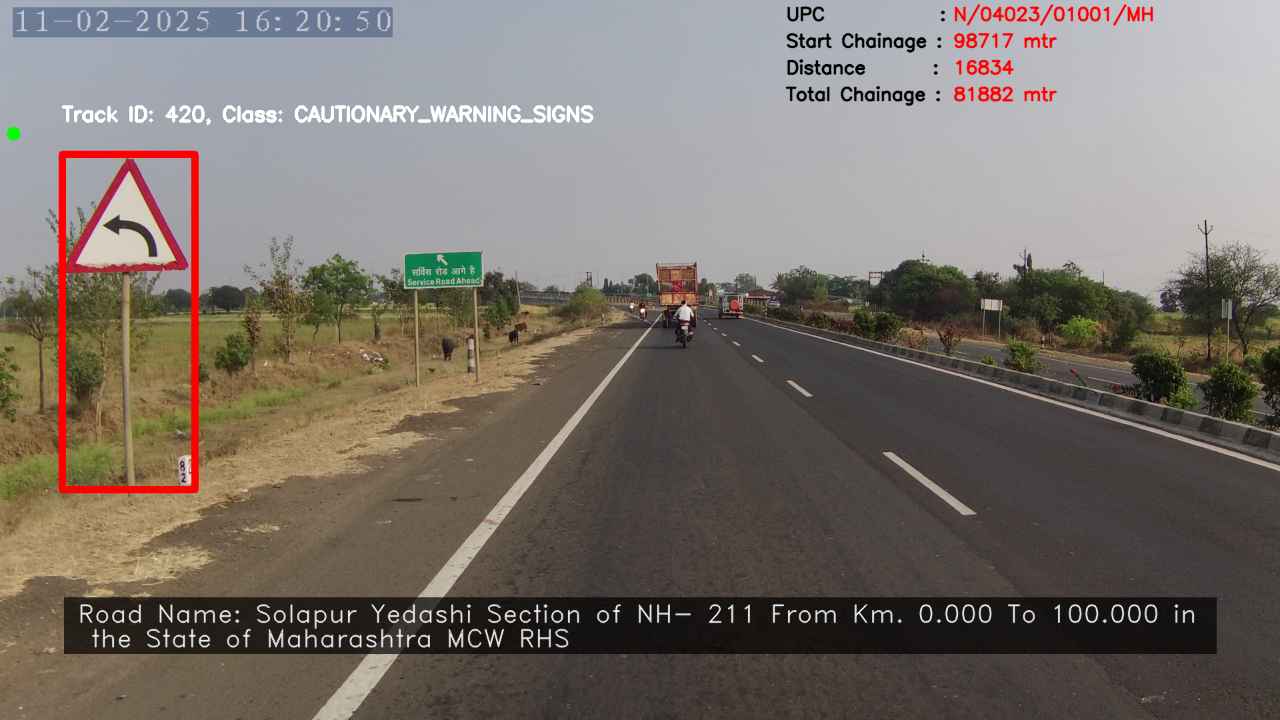 11-02-2025 16:20:50
UPC : N/04023/01001/MH
Start Chainage : 98717 mtr
Distance : 16834
Total Chainage : 81882 mtr
Track ID: 420, Class: CAUTIONARY_WARNING_SIGNS
सर्विस रोड आगे है
Service Road Ahead
82
Road Name: Solapur Yedashi Section of NH- 211 From Km. 0.000 To 100.000 in
the State of Maharashtra MCW RHS